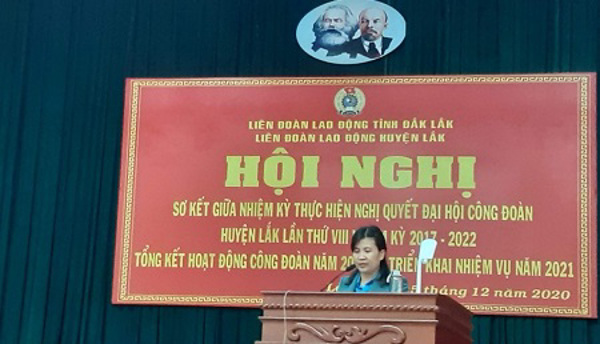 LIÊN ĐOÀN LAO ĐỘNG TỈNH ĐẮK LẮK
LIÊN ĐOÀN LAO ĐỘNG HUYỆN LẮK
HỘI NGHỊ
SƠ KẾT GIỮA NHIỆM KỲ THỰC HIỆN NGHỊ QUYẾT ĐẠI HỘI CÔNG ĐOÀN
HUYỆN LẮK LẦN THỨ VIII KỲ 2017 - 2022
TỔNG KẾT HOẠT ĐỘNG CÔNG ĐOÀN NĂM TRIỂN KHAI NHIỆM VỤ NĂM 2021
tháng 12 năm 2020